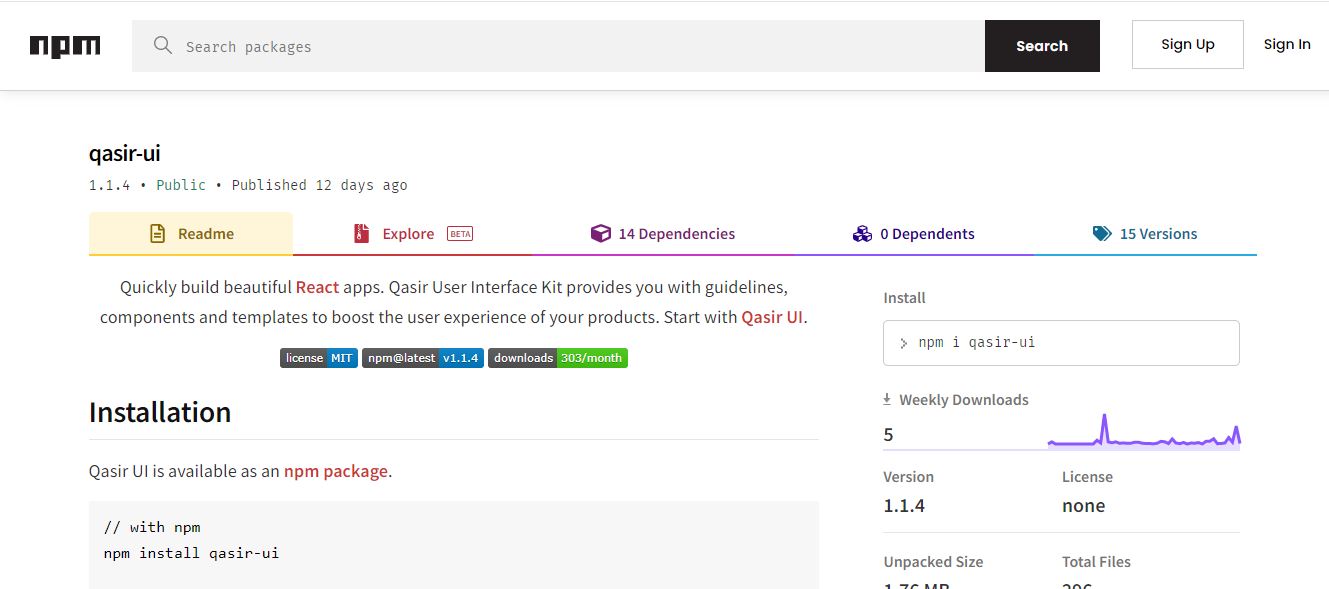 npm
Search packages
Search
Sign Up
Sign In
qasir-ui
1.1.4 • Public • Published 12 days ago
Readme
Explore BETA
14 Dependencies
0 Dependents
15 Versions
Quickly build beautiful React apps. Qasir User Interface Kit provides you with guidelines,
components and templates to boost the user experience of your products. Start with Qasir UI.
license MIT
npm@latest v1.1.4
downloads 303/month
Installation
Qasir UI is available as an npm package.
// with npm
npm install qasir-ui
Install
> npm i qasir-ui
Weekly Downloads
5
Version
License
1.1.4
none
Unpacked Size
Total Files
1.76 MB